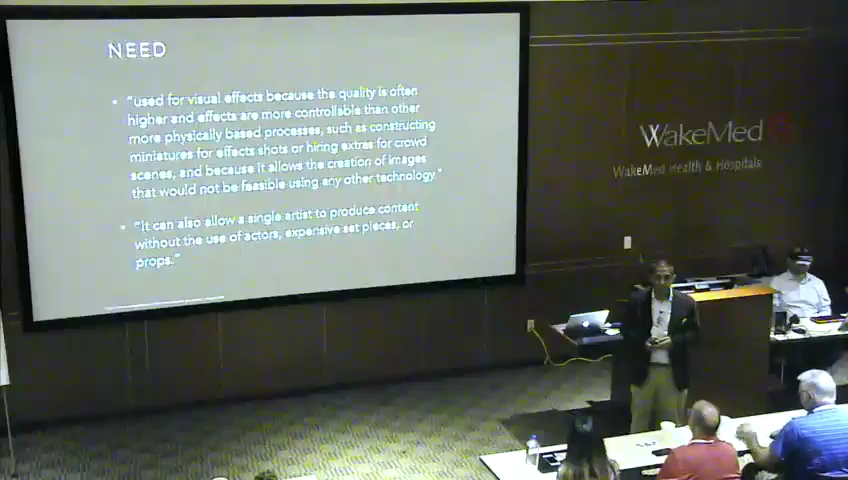 NEED
• "used for visual effects because the quality is often
higher and effects are more controllable than other
more physically based processes, such as constructing
miniatures for effects shots or hiring extras for crowd
scenes, and because it allows the creation of images
that would not be feasible using any other technology"
• "It can also allow a single artist to produce content
without the use of actors, expensive set pieces, or
props."
WakeMed
WakeMed Health & Hospitals